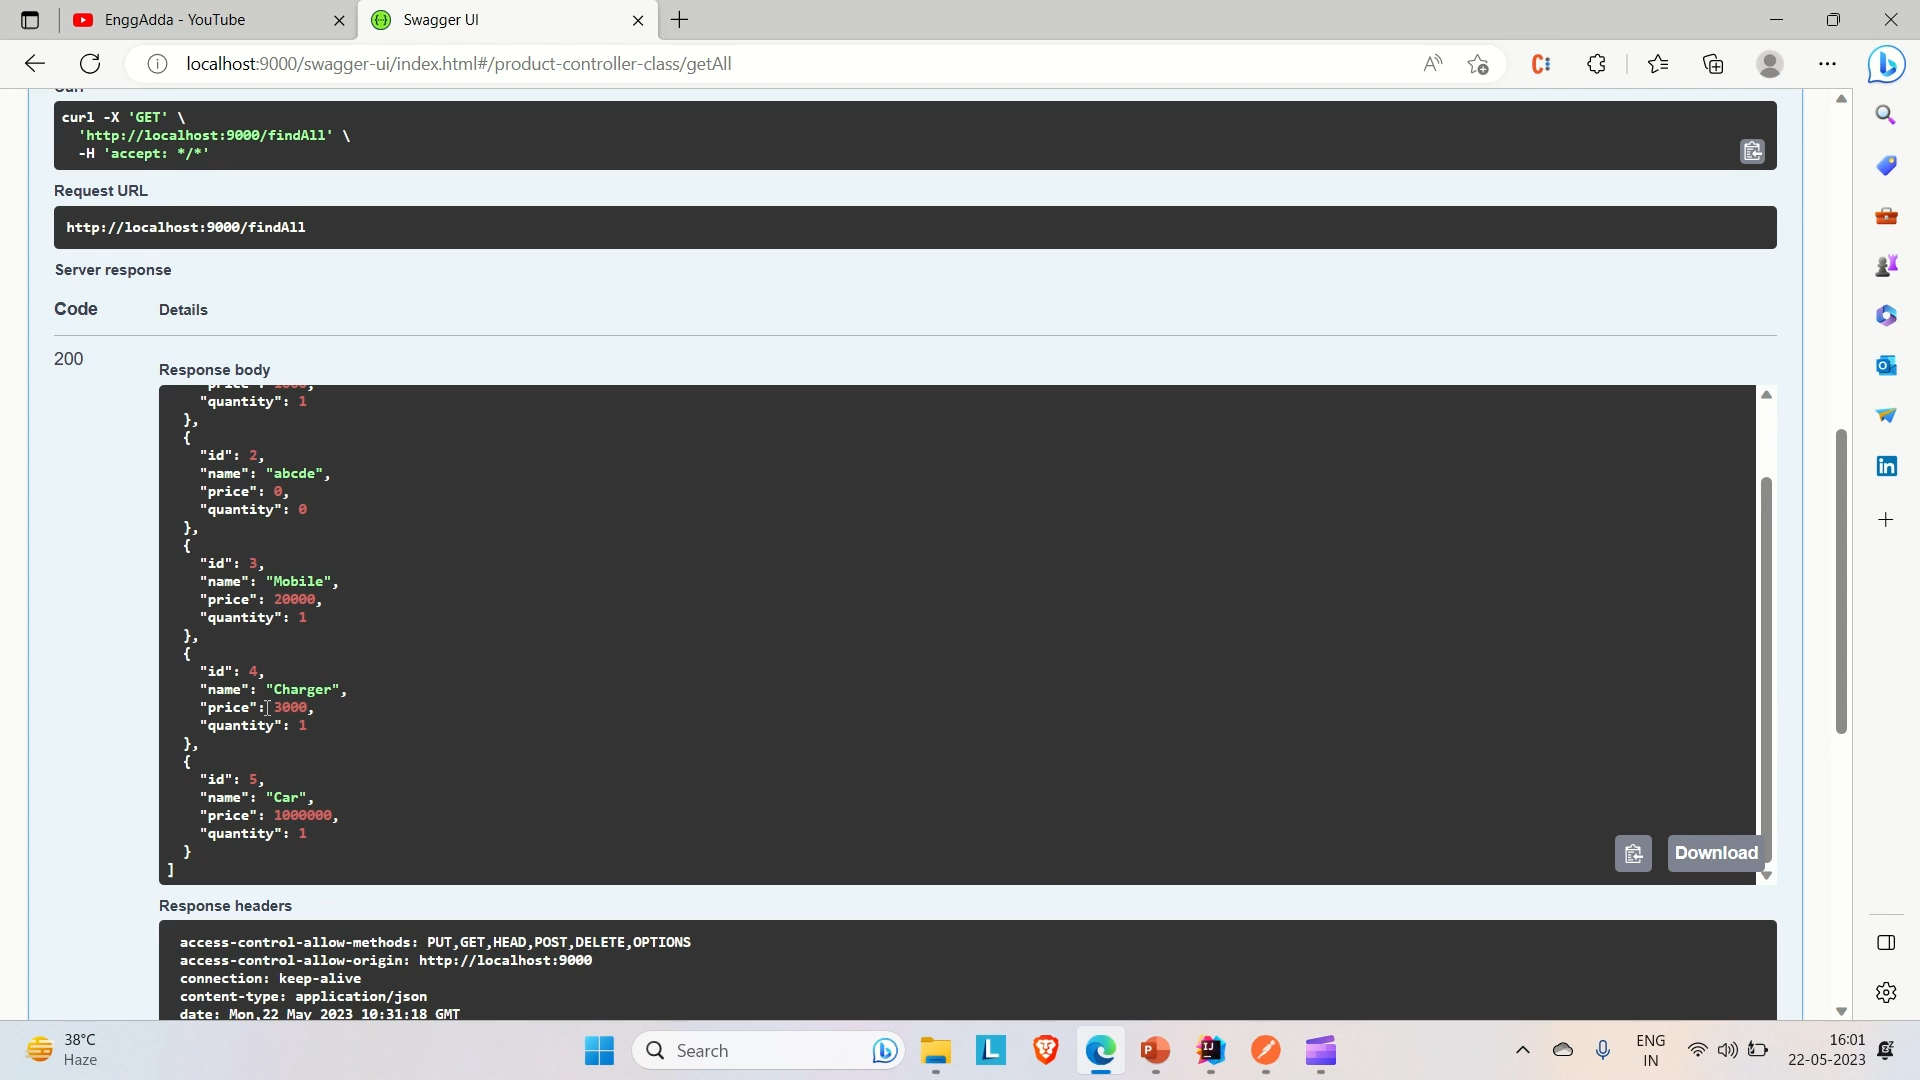 EnggAdda - YouTube
Swagger UI
localhost:9000/swagger-ui/index.html#/product-controller-class/getAll
curl -X 'GET' \
'http://localhost:9000/findAll' \
-H 'accept: */*'
Request URL
http://localhost:9000/findAll
Server response
Code Details
200
Response body
"quantity": 1
},
{
"id": 2,
"name": "abcde",
"price": 0,
"quantity": 0
},
{
"id": 3,
"name": "Mobile",
"price": 20000,
"quantity": 1
},
{
"id": 4,
"name": "Charger",
"price": 3000,
"quantity": 1
},
{
"id": 5,
"name": "Car",
"price": 1000000,
"quantity": 1
}
]
Download
Response headers
access-control-allow-methods: PUT,GET,HEAD,POST,DELETE,OPTIONS
access-control-allow-origin: http://localhost:9000
connection: keep-alive
content-type: application/json
date: Mon,22 May 2023 10:31:18 GMT
38°C
Haze
Search
ENG
IN
16:01
22-05-2023